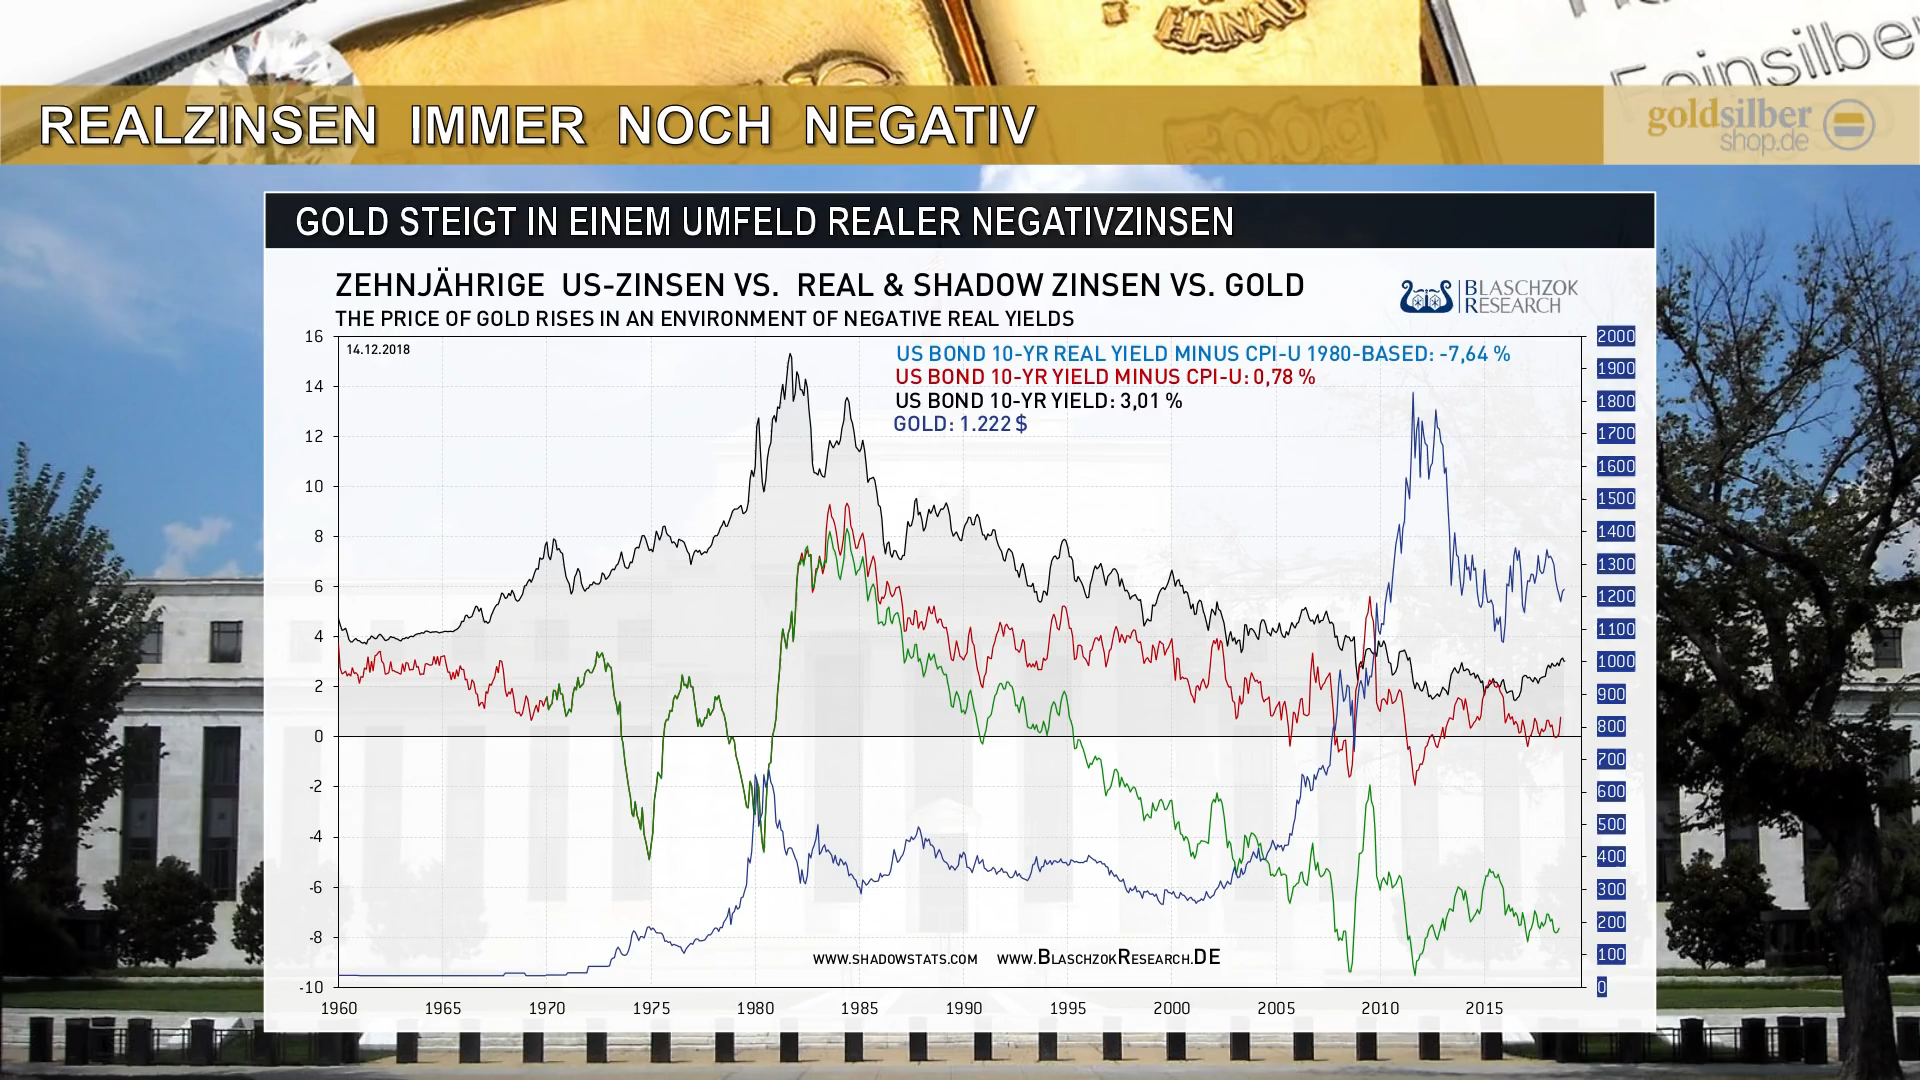 HANAU
Feinsilber
REALZINSEN IMMER NOCH NEGATIV
500g
goldsilber
shop.de
GOLD STEIGT IN EINEM UMFELD REALER NEGATIVZINSEN
ZEHNJÄHRIGE US-ZINSEN VS. REAL & SHADOW ZINSEN VS. GOLD
THE PRICE OF GOLD RISES IN AN ENVIRONMENT OF NEGATIVE REAL YIELDS
BLASCHZOK
RESEARCH
14.12.2018
US BOND 10-YR REAL YIELD MINUS CPI-U 1980-BASED: -7,64 %
US BOND 10-YR YIELD MINUS CPI-U: 0,78 %
US BOND 10-YR YIELD: 3,01 %
GOLD: 1.222 $
16
14
12
10
8
6
4
2
0
-2
-4
-6
-8
-10
2000
1900
1800
1700
1600
1500
1400
1300
1200
1100
1000
900
800
700
600
500
400
300
200
100
0
WWW.SHADOWSTATS.COM WWW.BLASCHZOKRESEARCH.DE
1960 1965 1970 1975 1980 1985 1990 1995 2000 2005 2010 2015